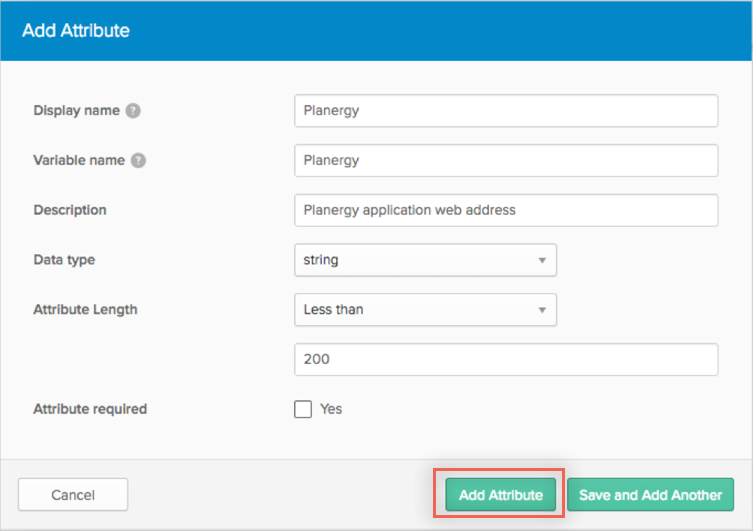 Add Attribute
Display name ?
Planergy
Variable name ?
Planergy
Description
Planergy application web address
Data type
string
Attribute Length
Less than
200
Attribute required
Yes
Cancel
Add Attribute
Save and Add Another